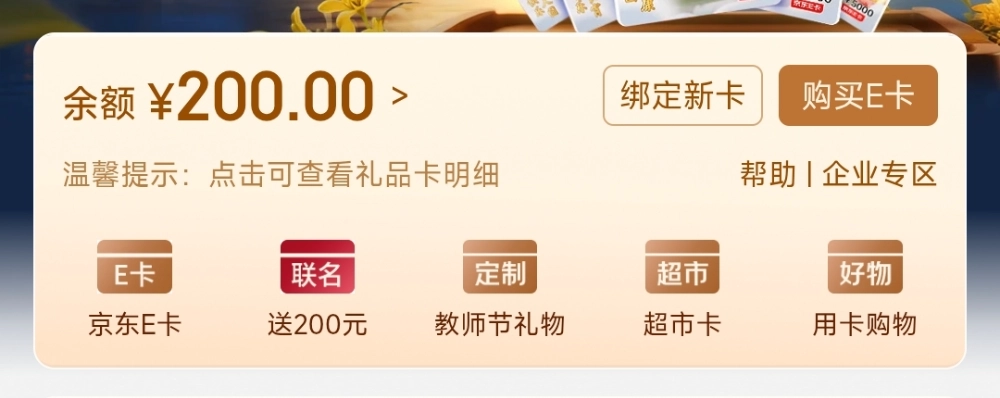 余额 ¥200.00 >
绑定新卡
购买E卡
温馨提示：点击可查看礼品卡明细
帮助 | 企业专区
E卡
联名
定制
超市
好物
京东E卡
送200元
教师节礼物
超市卡
用卡购物